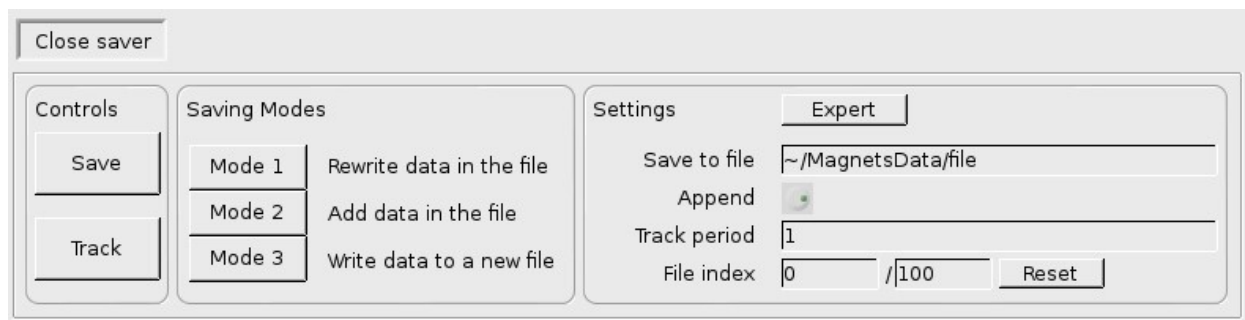 Close saver
Controls
Save
Track
Saving Modes
Mode 1 Rewrite data in the file
Mode 2 Add data in the file
Mode 3 Write data to a new file
Settings Expert
Save to file ~/MagnetsData/file
Append
Track period 1
File index 0 / 100 Reset